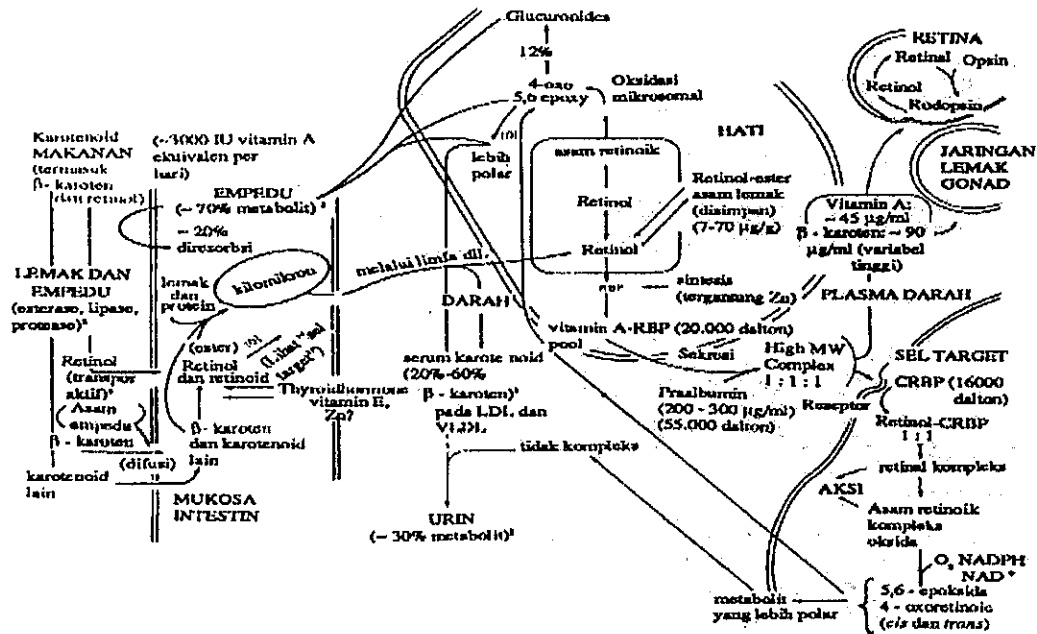 Glucuronides
12%
4-oxo
5,6 epoxy
Oksidasi
mikrosomal
[O]
lebih
polar
HATI
asam retinoik
Retinol
Retinol
Retinol-ester
asam lemak
(disimpan)
(7-70 µg/g)
RBP
sintesis
(tergantung Zn)
vitamin A-RBP (20.000 dalton)
pool
Sekresi
RETINA
Retinal
Opsin
Retinol
Rodopsin
JARINGAN
LEMAK
GONAD
Vitamin A:
~ 45 µg/ml
β - karoten: ~ 90
µg/ml (variabel
tinggi)
PLASMA DARAH
High MW
Complex
1 : 1 : 1
Praalbumin
(200 - 300 µg/ml)
(55.000 dalton)
Reseptor
SEL TARGET
CRBP (16000
dalton)
Retinol-CRBP
1 : 1
retinal kompleks
AKSI
Asam retinoik
kompleks
oksida
O₂ NADPH
NAD⁺
5,6 - epoksida
4 - oxoretinoic
(cis dan trans)
metabolit
yang lebih polar
Karotenoid
MAKANAN
(termasuk
β- karoten
dan retinol)
(~3000 IU vitamin A
ekuivalen per
hari)
EMPEDU
(~ 70% metabolit)
~ 20%
diresorbsi
LEMAK DAN
EMPEDU
(esterase, lipase,
protease)
lemak
dan
protein
kilomikron
melalui limfa dll.
Retinol
(transpor
aktif)
(Asam
empedu)
β - karoten
(difusi)
karotenoid
lain
(ester)
[O]
(Lihat "sel
target")
Retinol
dan retinoid
Thyroidhormone
vitamin E,
Zn?
β - karoten
dan karotenoid
lain
MUKOSA
INTESTIN
DARAH
serum karote noid
(20%-60%
β - karoten)
pada LDL dan
VLDL
tidak kompleks
URIN
(~ 30% metabolit)